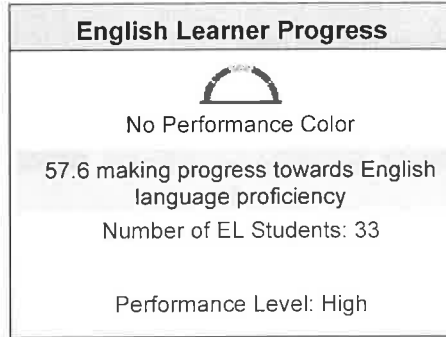 English Learner Progress
No Performance Color
57.6 making progress towards English
language proficiency
Number of EL Students: 33
Performance Level: High